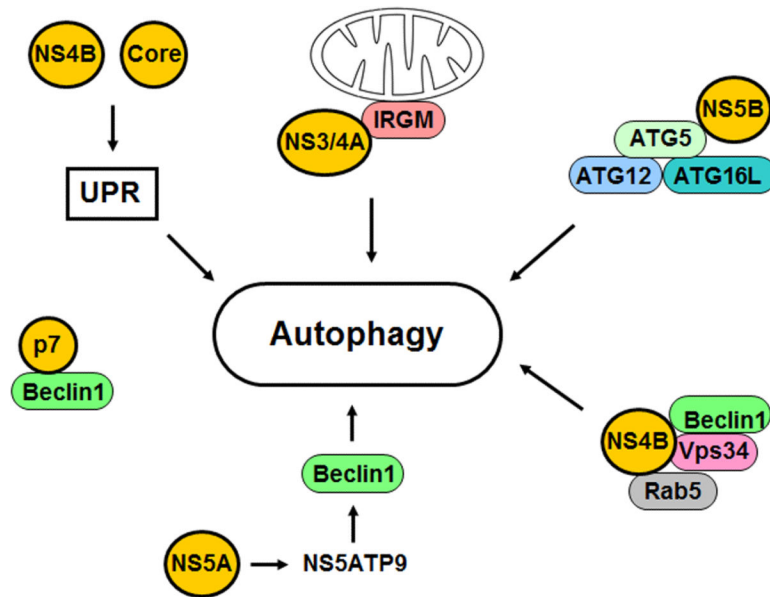 NS4B
Core
UPR
NS3/4A
IRGM
NS5B
ATG5
ATG12
ATG16L
Autophagy
p7
Beclin1
NS4B
Beclin1
Vps34
Rab5
Beclin1
NS5A
NS5ATP9